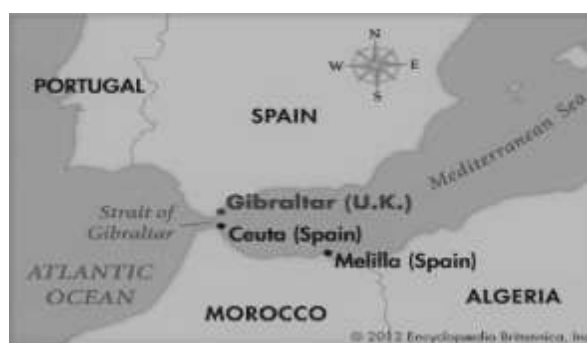 N
W E
S
PORTUGAL
SPAIN
Mediterranean Sea
Gibraltar (U.K.)
Strait of
Gibraltar
Ceuta (Spain)
Melilla (Spain)
ATLANTIC
OCEAN
MOROCCO
ALGERIA
© 2012 Encyclopædia Britannica, Inc